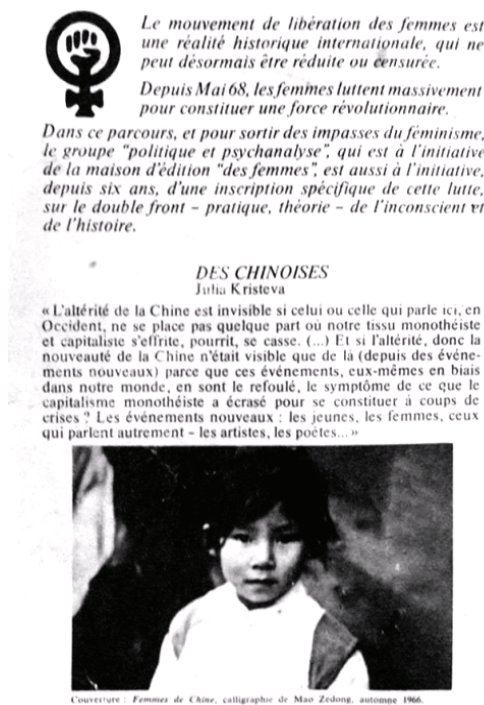 Le mouvement de libération des femmes est
une réalité historique internationale, qui ne
peut désormais être réduite ou censurée.
Depuis Mai 68, les femmes luttent massivement
pour constituer une force révolutionnaire.
Dans ce parcours, et pour sortir des impasses du féminisme,
le groupe "politique et psychanalyse", qui est à l'initiative
de la maison d'édition "des femmes", est aussi à l'initiative,
depuis six ans, d'une inscription spécifique de cette lutte,
sur le double front – pratique, théorie – de l'inconscient et
de l'histoire.
DES CHINOISES
Julia Kristeva
« L'altérité de la Chine est invisible si celui ou celle qui parle ici, en
Occident, ne se place pas quelque part où notre tissu monothéiste
et capitaliste s'effrite, pourrit, se casse. (...) Et si l'altérité, donc la
nouveauté de la Chine n'était visible que de là (depuis des événe-
ments nouveaux) parce que ces événements, eux-mêmes en biais
dans notre monde, en sont le refoulé, le symptôme de ce que le
capitalisme monothéiste a écrasé pour se constituer à coups de
crises ? Les événements nouveaux : les jeunes, les femmes, ceux
qui parlent autrement – les artistes, les poètes... »
Couverture : Femmes de Chine, calligraphie de Mao Zedong, automne 1966.